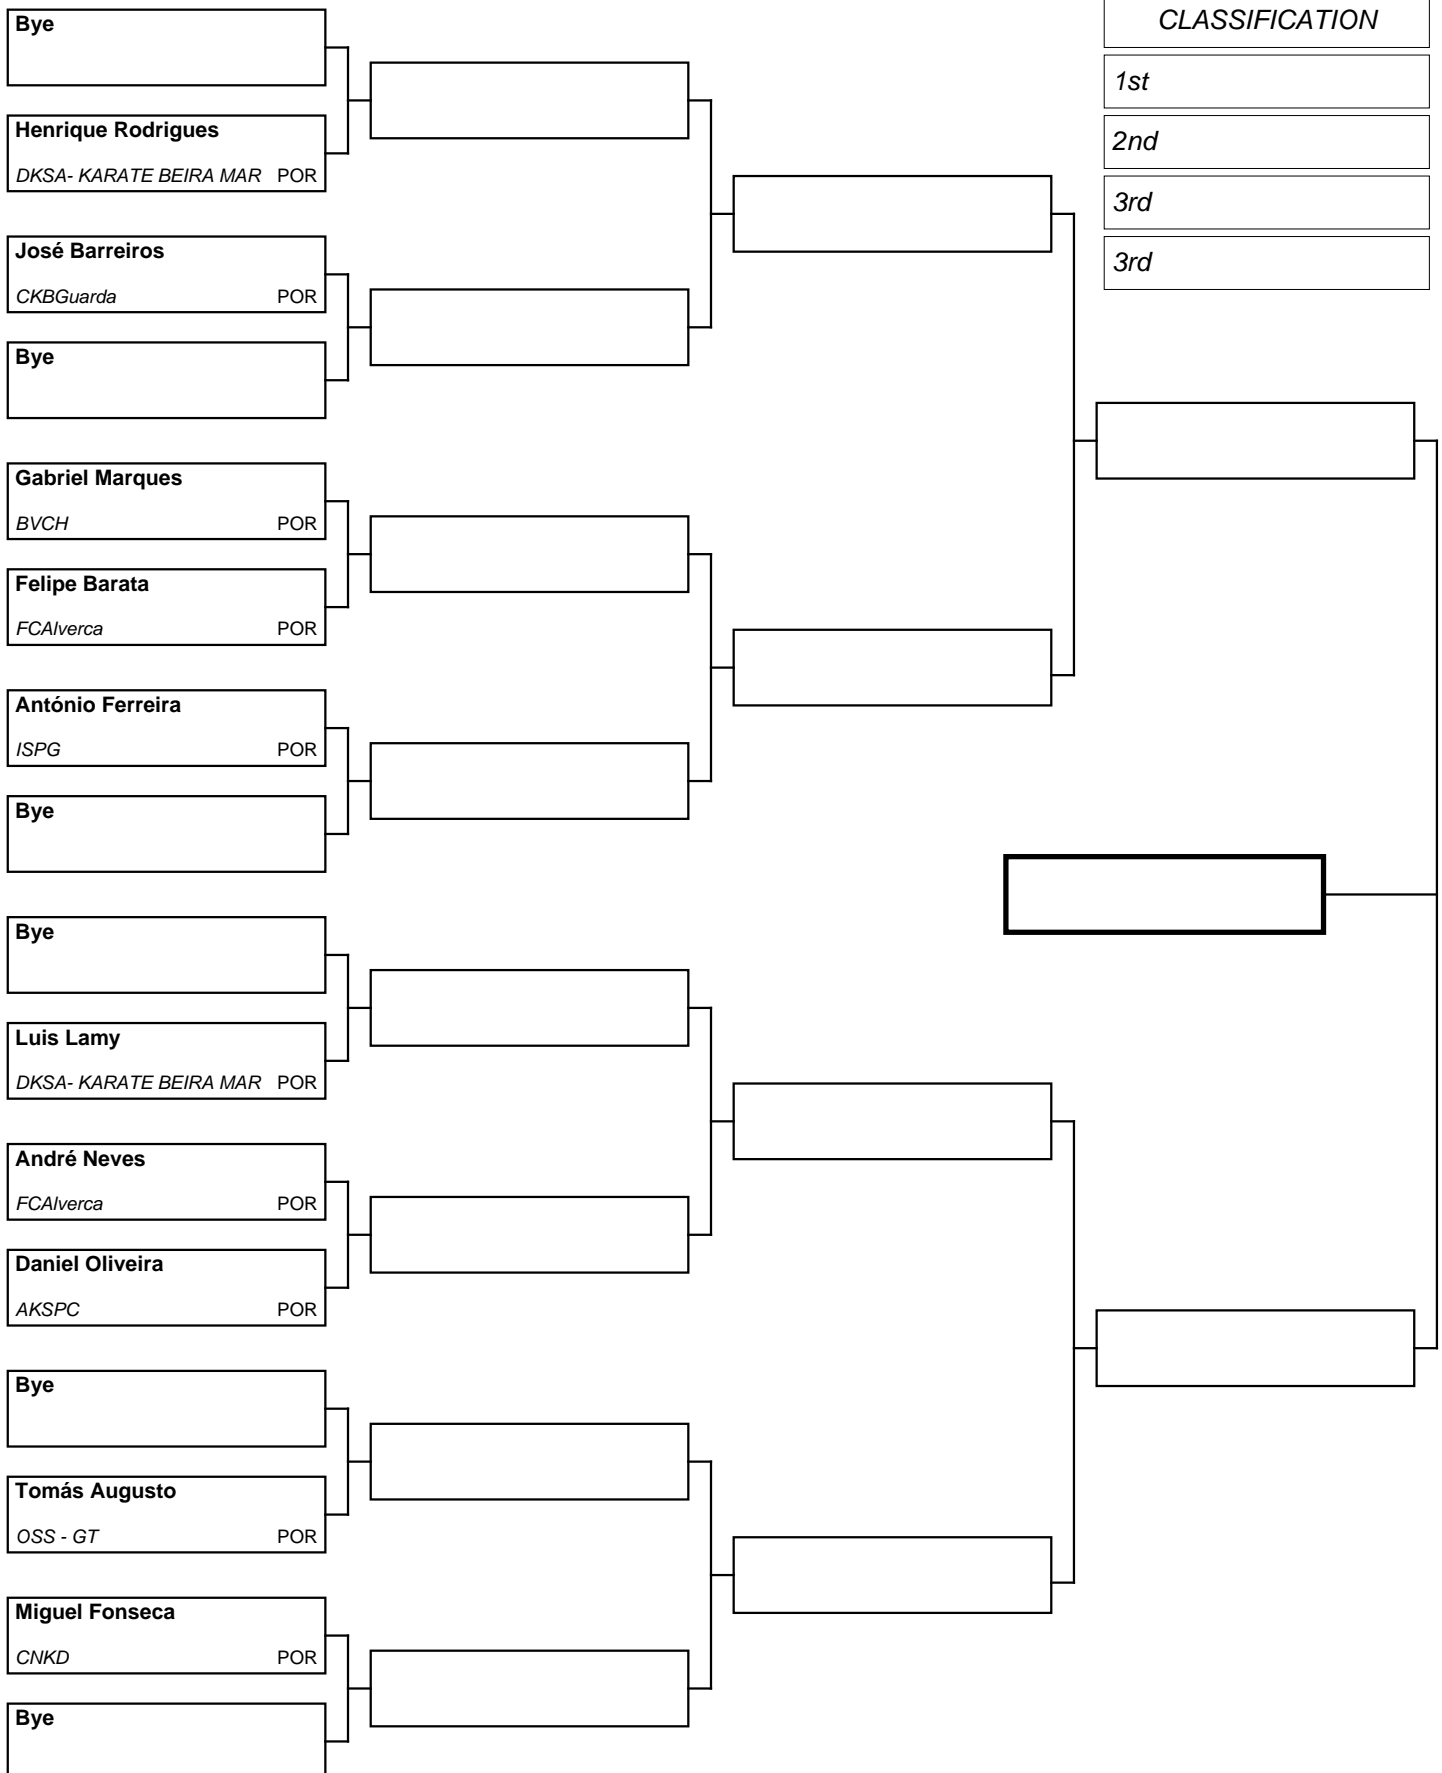 Bye
CLASSIFICATION
1st
2nd
3rd
3rd
Henrique Rodrigues
DKSA- KARATE BEIRA MAR POR
José Barreiros
CKBGuarda POR
Bye
Gabriel Marques
BVCH POR
Felipe Barata
FCAlverca POR
António Ferreira
ISPG POR
Bye
Bye
Luis Lamy
DKSA- KARATE BEIRA MAR POR
André Neves
FCAlverca POR
Daniel Oliveira
AKSPC POR
Bye
Tomás Augusto
OSS - GT POR
Miguel Fonseca
CNKD POR
Bye